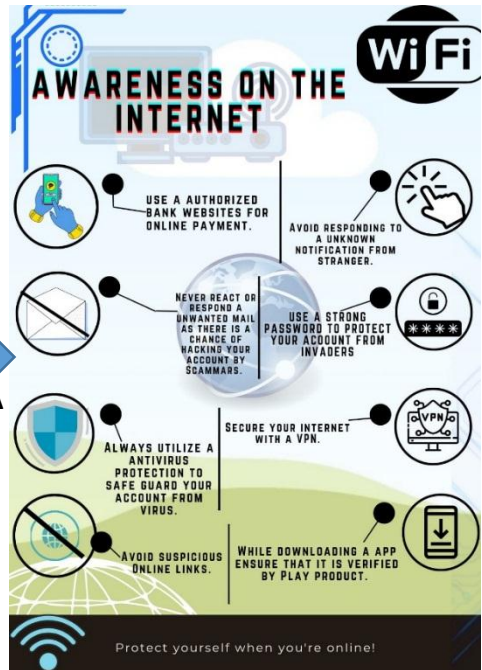 WiFi
AWARENESS ON THE
INTERNET
USE A AUTHORIZED
BANK WEBSITES FOR
ONLINE PAYMENT.
AVOID RESPONDING TO
A UNKNOWN
NOTIFICATION FROM
STRANGER.
NEVER REACT OR
RESPOND A
UNWANTED MAIL AS
THERE IS A
CHANCE OF
HACKING YOUR
ACCOUNT BY
SCAMMARS.
USE A STRONG
PASSWORD TO PROTECT
YOUR ACCOUNT FROM
INVADERS
****
ALWAYS UTILIZE A
ANTIVIRUS
PROTECTION TO
SAFE GUARD YOUR
ACCOUNT FROM
VIRUS.
SECURE YOUR INTERNET
WITH A VPN.
VPN
AVOID SUSPICIOUS
ONLINE LINKS.
WHILE DOWNLOADING A APP
ENSURE THAT IT IS VERIFIED
BY PLAY PRODUCT.
Protect yourself when you're online!